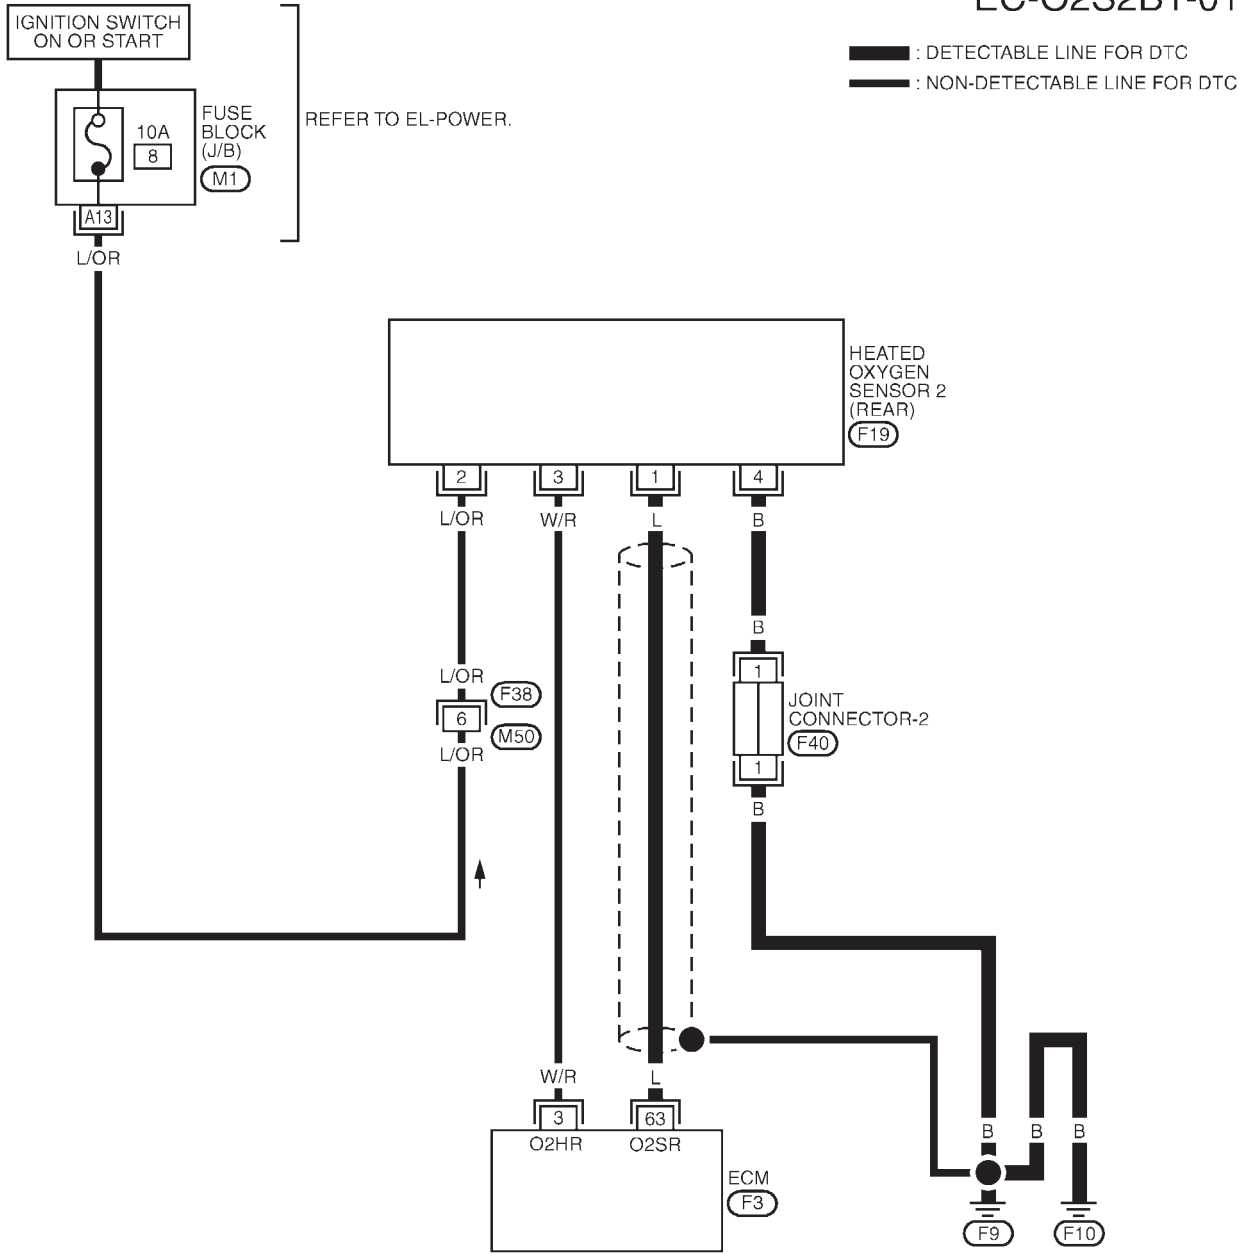 EC-O2S2B1-01
IGNITION SWITCH
ON OR START
: DETECTABLE LINE FOR DTC
: NON-DETECTABLE LINE FOR DTC
FUSE
BLOCK
(J/B)
M1
10A
8
REFER TO EL-POWER.
A13
L/OR
HEATED
OXYGEN
SENSOR 2
(REAR)
F19
2
3
1
4
L/OR
W/R
L
B
B
L/OR
F38
1
6
JOINT
CONNECTOR-2
F40
M50
L/OR
1
B
W/R
L
3
63
O2HR
O2SR
ECM
F3
B
B
B
F9
F10